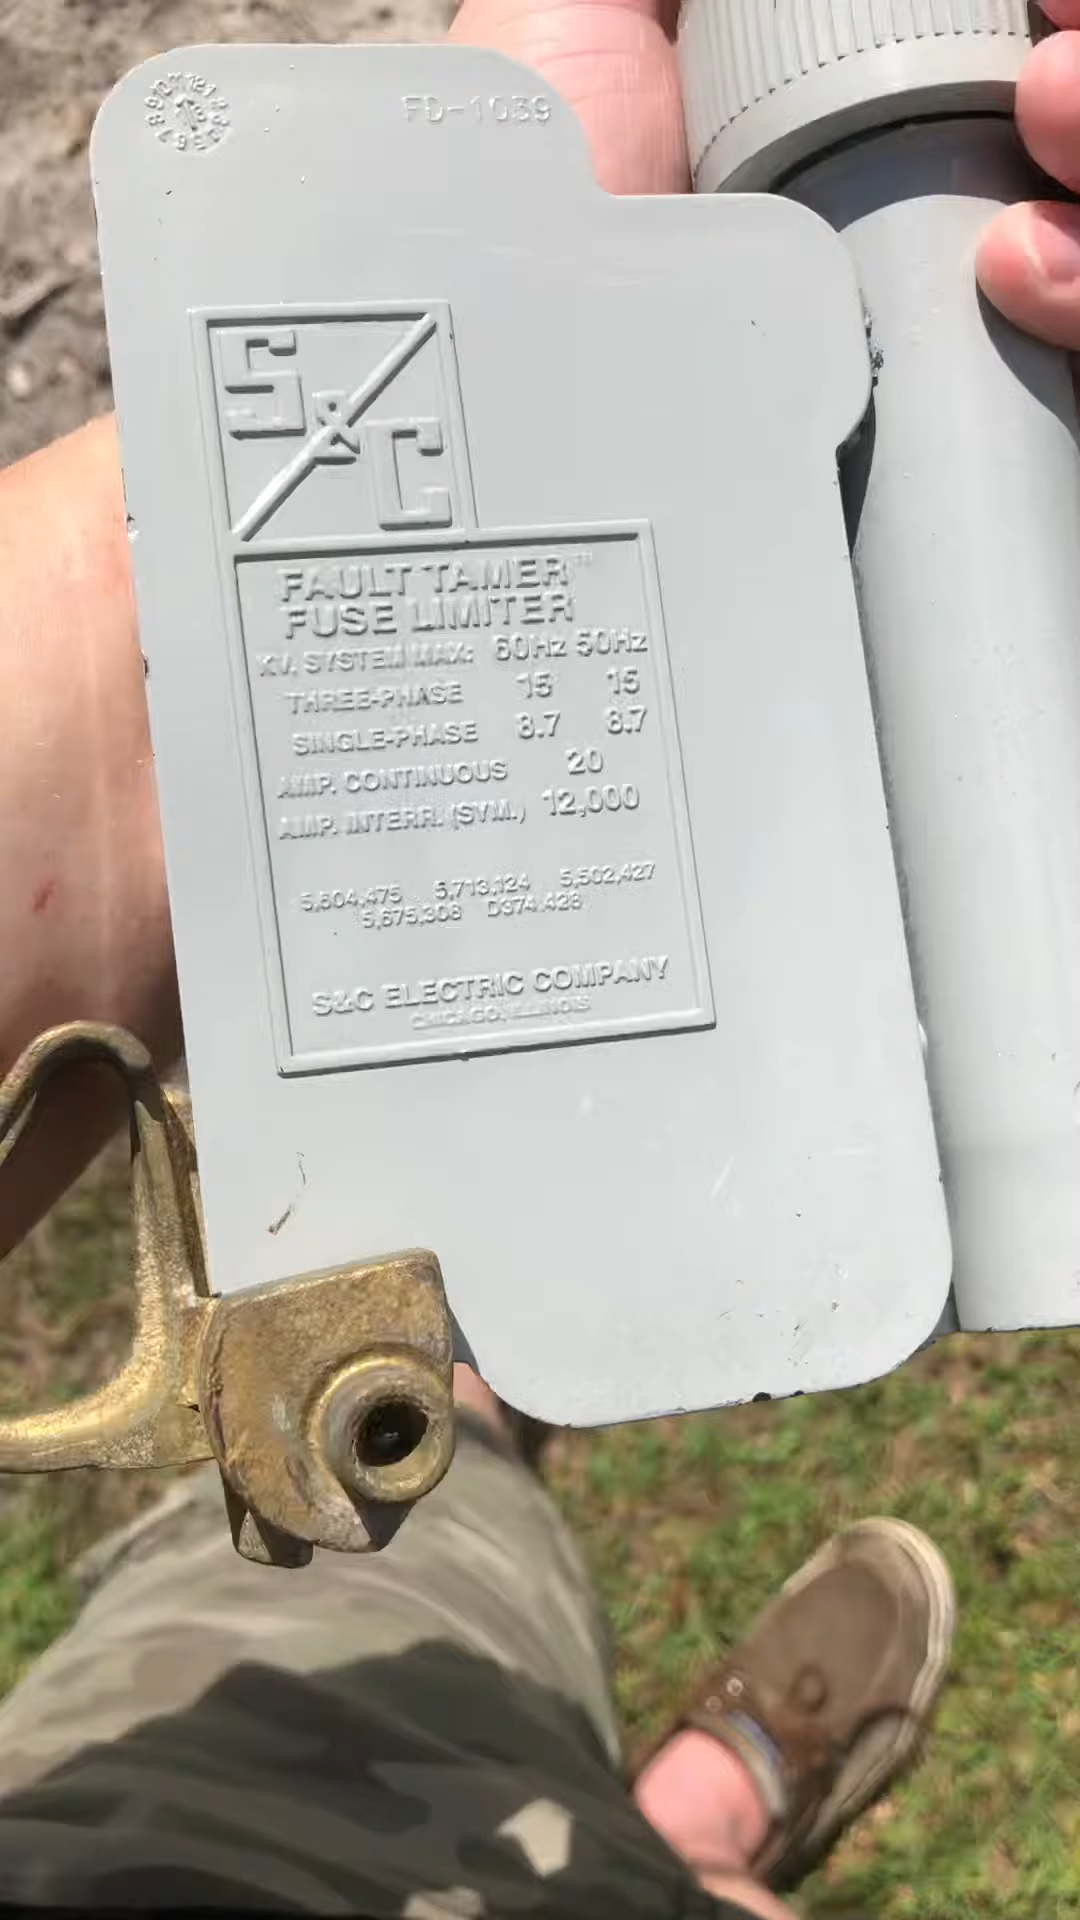 FD-1039
S&C
FAULT TAMER™
FUSE LIMITER
KV. SYSTEM MAX: 60Hz 50Hz
THREE-PHASE 15 15
SINGLE-PHASE 8.7 8.7
AMP. CONTINUOUS 20
AMP. INTERR. (SYM.) 12,000
5,604,475 5,713,124 5,502,427
5,675,308 D374,428
S&C ELECTRIC COMPANY
CHICAGO, ILLINOIS